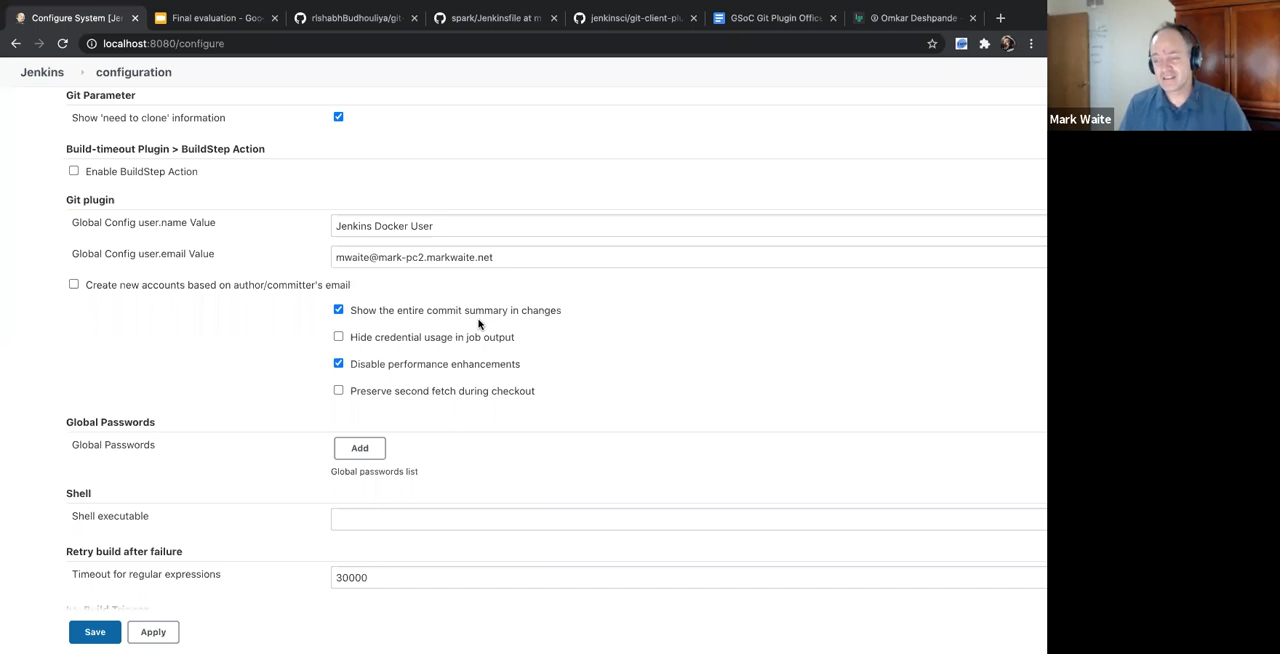 Configure System [Je
Final evaluation - Goo
rishabhBudhouliya/git-
spark/Jenkinsfile at m
jenkinsci/git-client-plu
GSoC Git Plugin Offic
Omkar Deshpande
localhost:8080/configure
Jenkins
configuration
Git Parameter
Show 'need to clone' information
Build-timeout Plugin > BuildStep Action
Enable BuildStep Action
Git plugin
Global Config user.name Value
Jenkins Docker User
Global Config user.email Value
mwaite@mark-pc2.markwaite.net
Create new accounts based on author/committer's email
Show the entire commit summary in changes
Hide credential usage in job output
Disable performance enhancements
Preserve second fetch during checkout
Global Passwords
Global Passwords
Add
Global passwords list
Shell
Shell executable
Retry build after failure
Timeout for regular expressions
30000
Save
Apply
Mark Waite